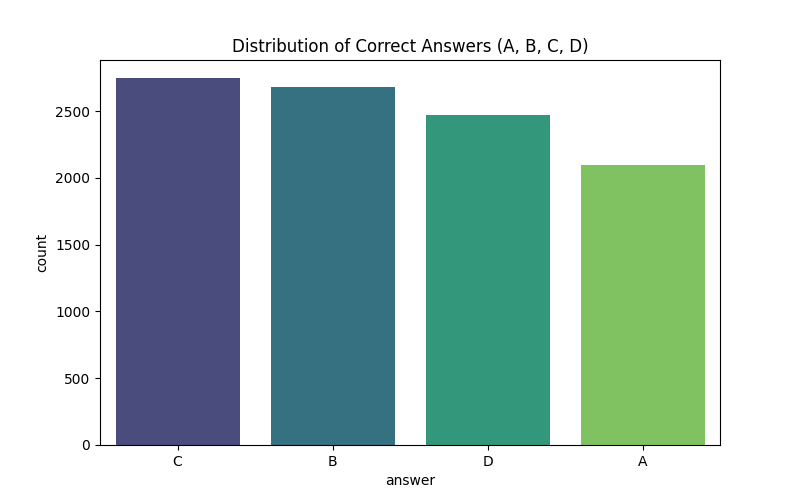 Distribution of Correct Answers (A, B, C, D)
2500
2000
1500
1000
500
0
count
C B D A
answer